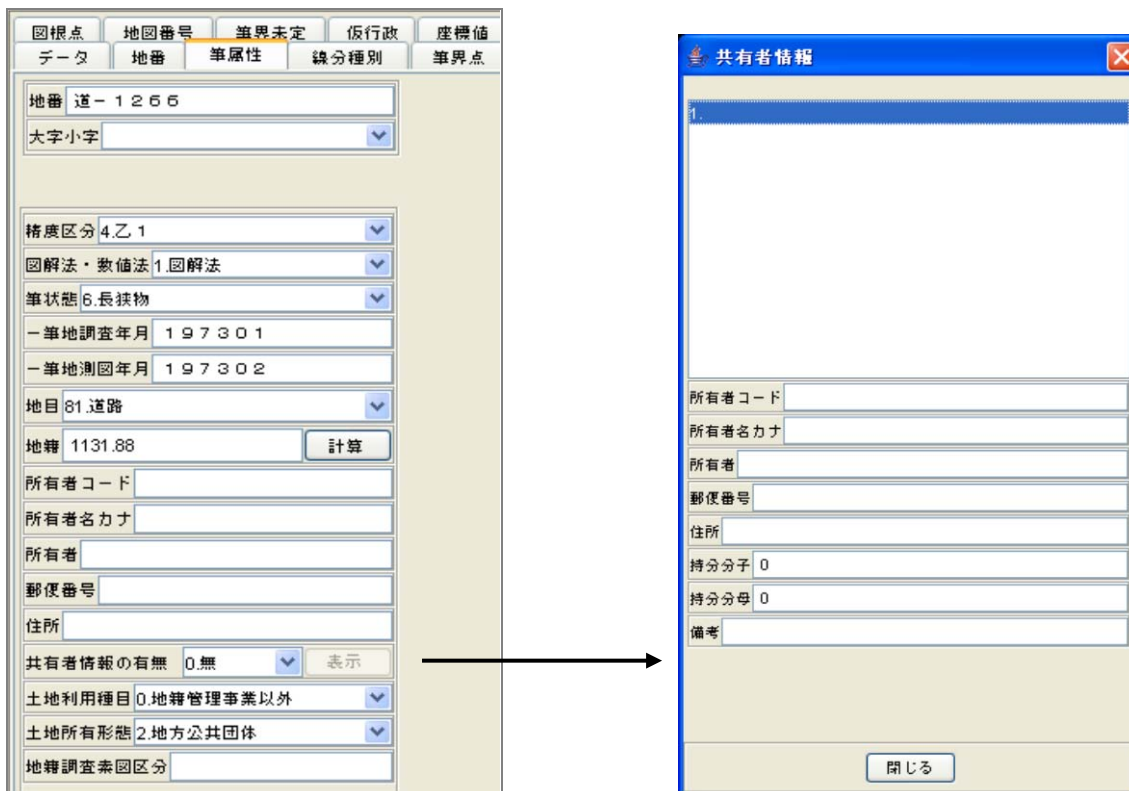 図根点 地図番号 筆界未定 仮行政 座標値
データ 地番 筆属性 線分種別 筆界点
地番 道－１２６６
大字小字
精度区分 4.乙１
図解法・数値法 1.図解法
筆状態 6.長狭物
一筆地調査年月 １９７３０１
一筆地測図年月 １９７３０２
地目 81.道路
地籍 1131.88 計算
所有者コード
所有者名カナ
所有者
郵便番号
住所
共有者情報の有無 0.無 表示
土地利用種目 0.地籍管理事業以外
土地所有形態 2.地方公共団体
地籍調査素図区分
共有者情報
1.
所有者コード
所有者名カナ
所有者
郵便番号
住所
持分分子 0
持分分母 0
備考
閉じる